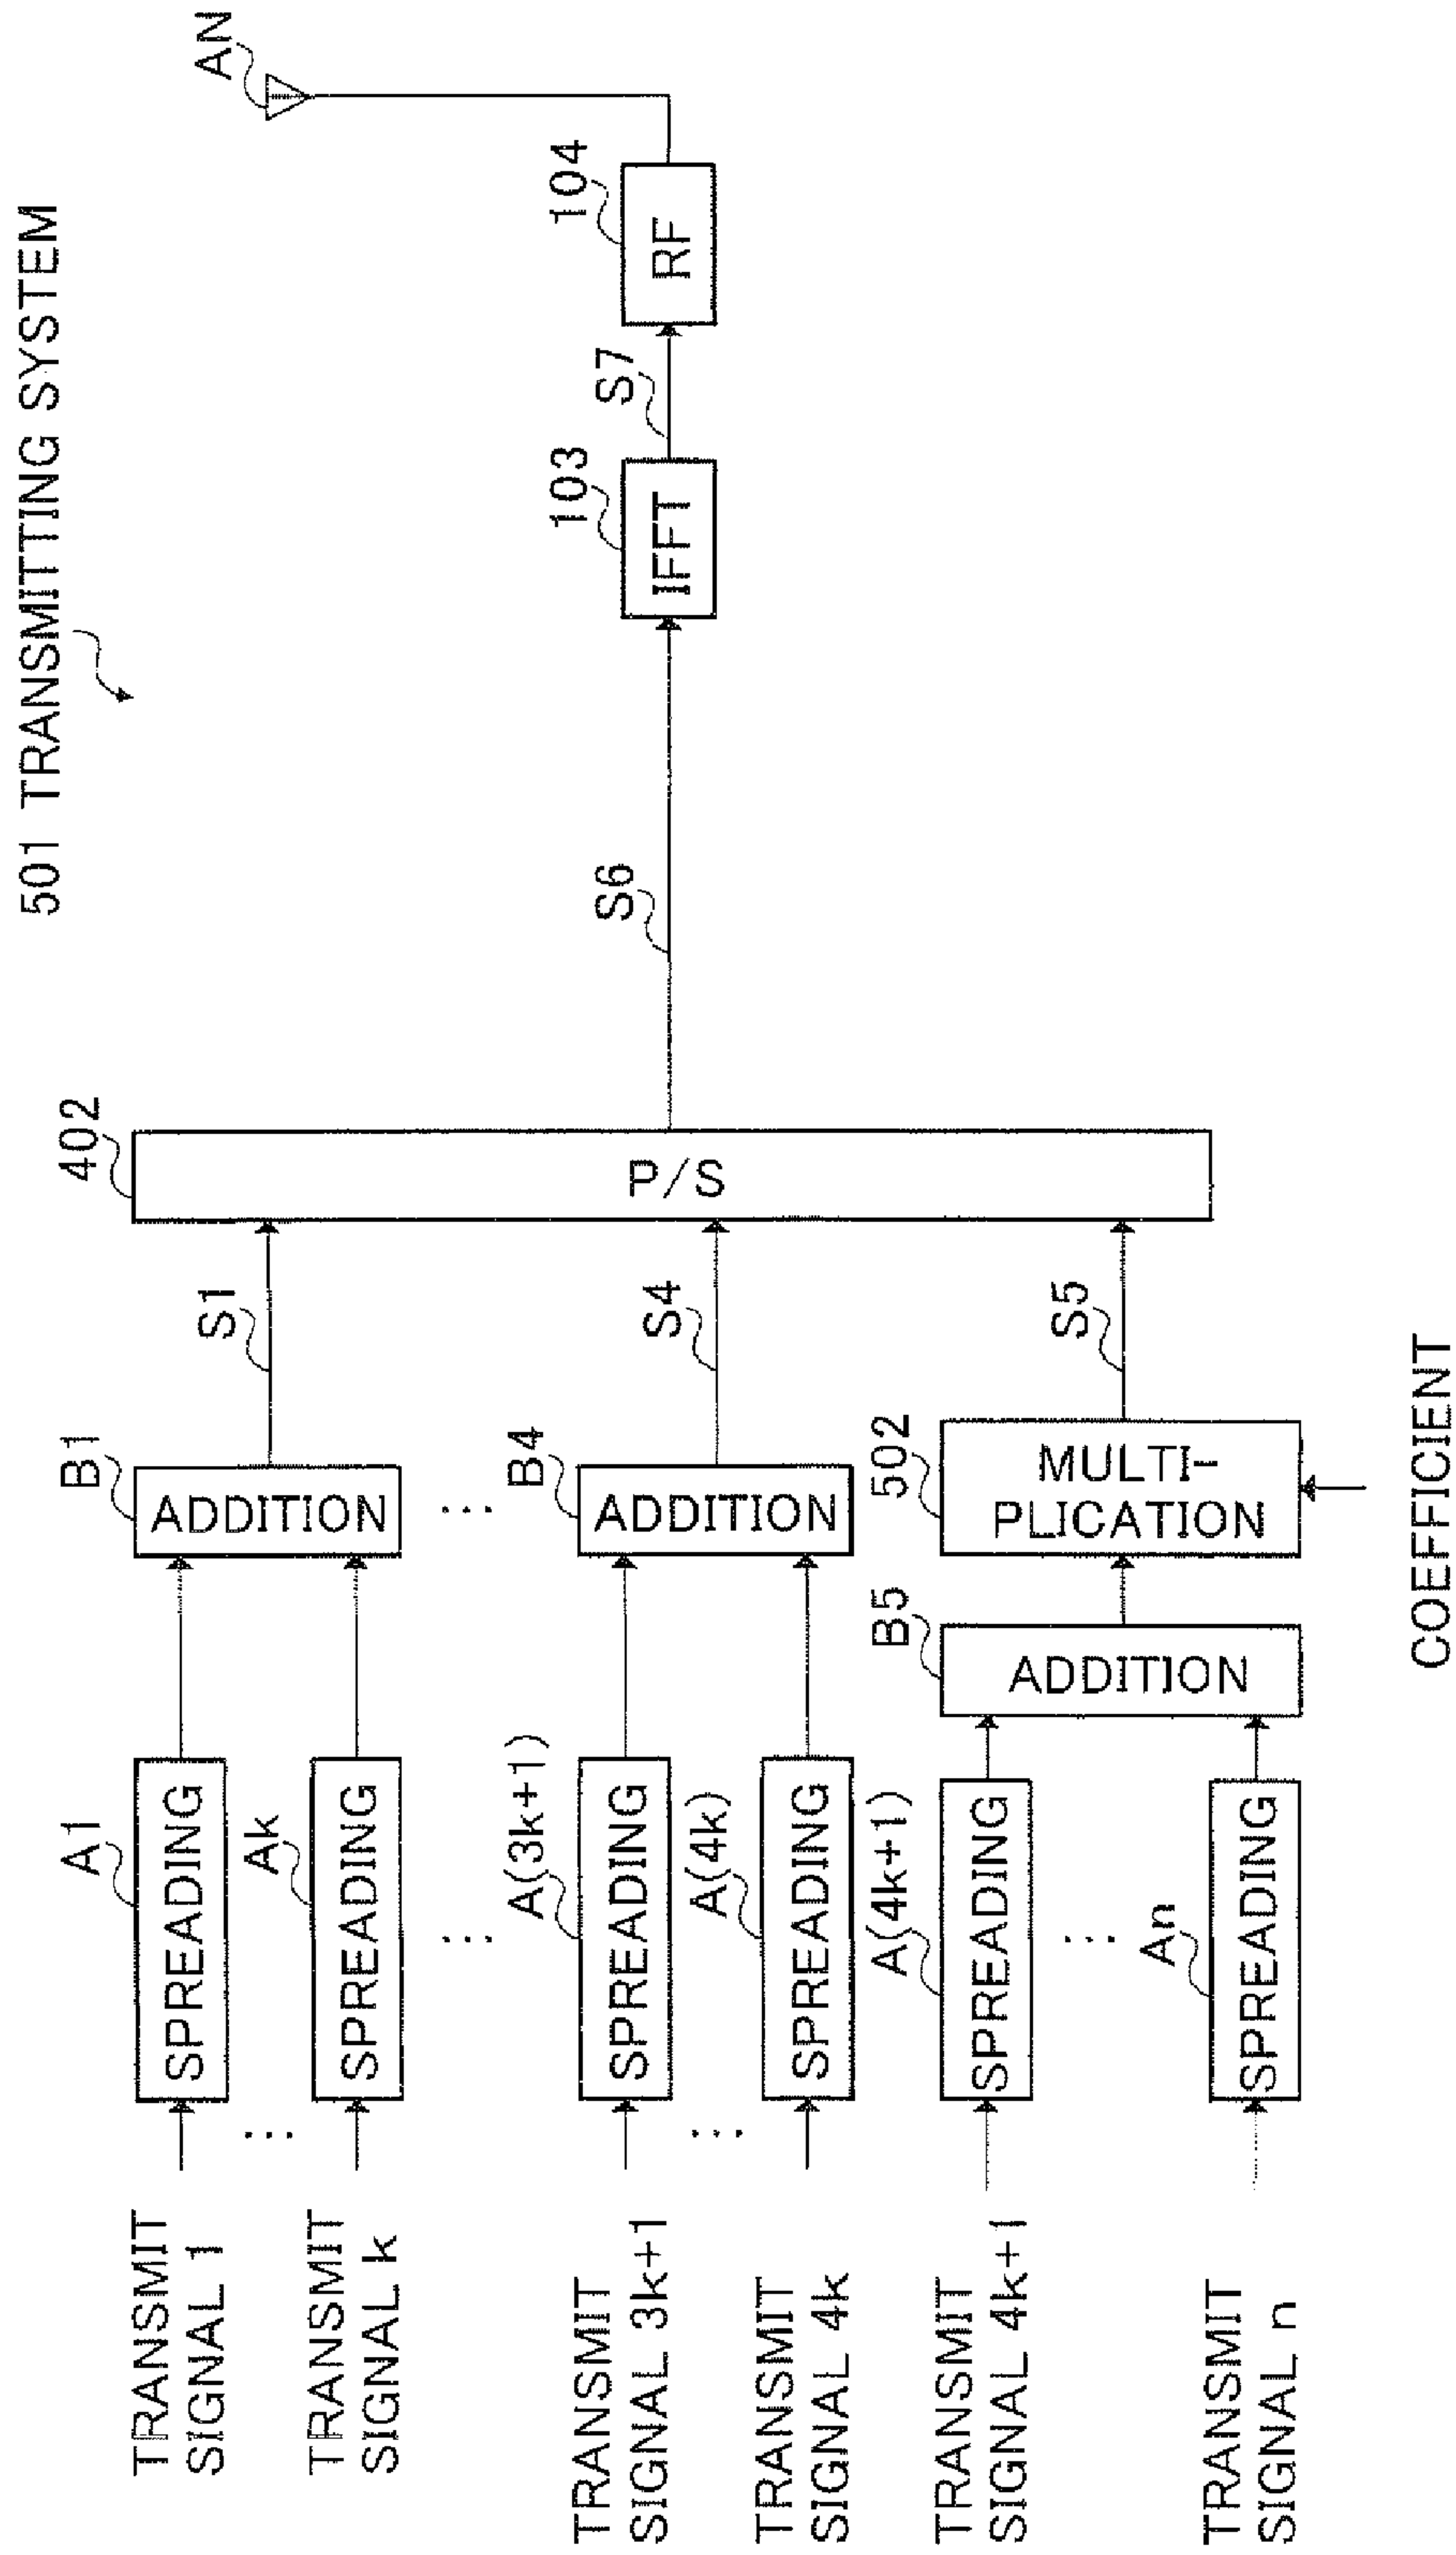 501 TRANSMITTING SYSTEM
TRANSMIT
SIGNAL 1
A1
SPREADING
B1
ADDITION
S1
402
P/S
S6
103
IFFT
S7
104
RF
AN
...
TRANSMIT
SIGNAL k
Ak
SPREADING
...
...
TRANSMIT
SIGNAL 3k+1
A(3k+1)
SPREADING
B4
ADDITION
S4
...
TRANSMIT
SIGNAL 4k
A(4k)
SPREADING
TRANSMIT
SIGNAL 4k+1
A(4k+1)
SPREADING
B5
ADDITION
502
MULTI-
PLICATION
S5
COEFFICIENT
...
TRANSMIT
SIGNAL n
An
SPREADING